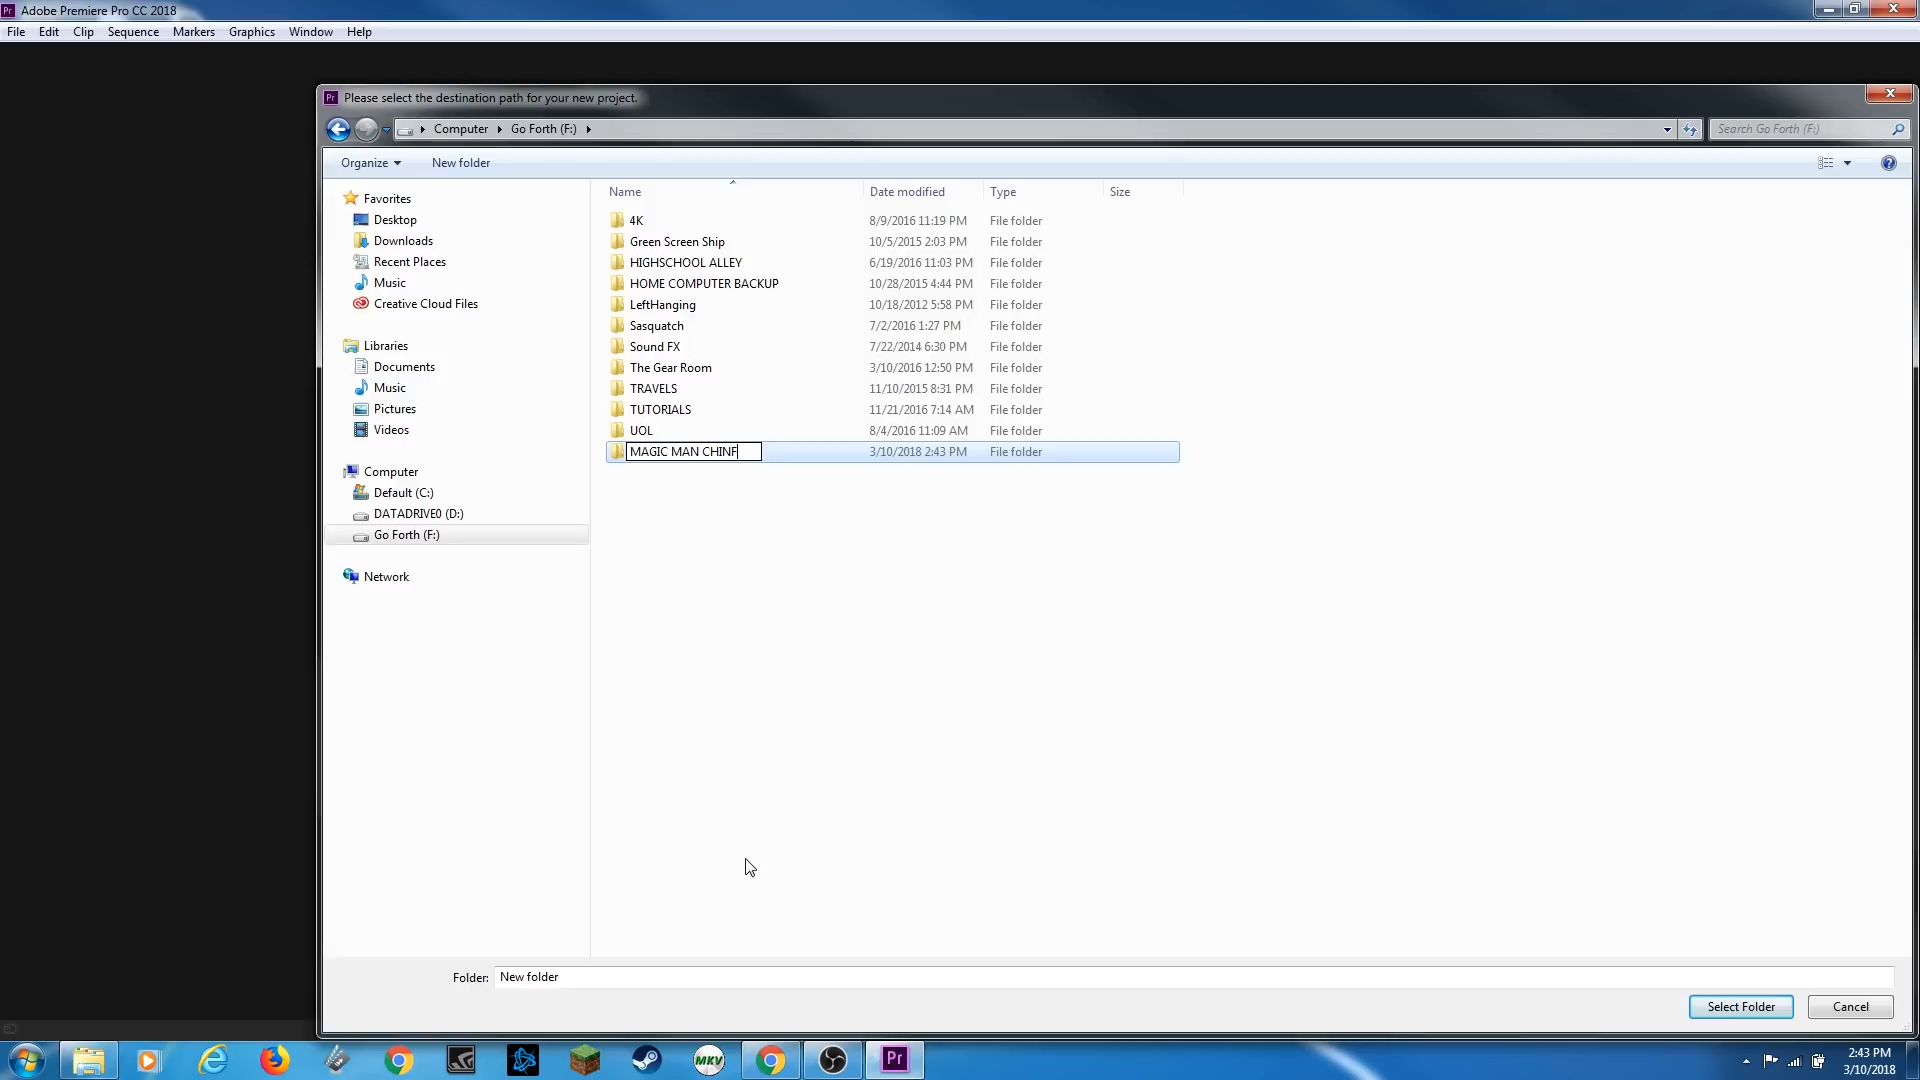 Adobe Premiere Pro CC 2018
File Edit Clip Sequence Markers Graphics Window Help
Please select the destination path for your new project.
Computer Go Forth (F:)
Search Go Forth (F:)
Organize New folder
Name Date modified Type Size
Favorites
Desktop
Downloads
Recent Places
Music
Creative Cloud Files
Libraries
Documents
Music
Pictures
Videos
Computer
Default (C:)
DATADRIVE0 (D:)
Go Forth (F:)
Network
4K 8/9/2016 11:19 PM File folder
Green Screen Ship 10/5/2015 2:03 PM File folder
HIGHSCHOOL ALLEY 6/19/2016 11:03 PM File folder
HOME COMPUTER BACKUP 10/28/2015 4:44 PM File folder
LeftHanging 10/18/2012 5:58 PM File folder
Sasquatch 7/2/2016 1:27 PM File folder
Sound FX 7/22/2014 6:30 PM File folder
The Gear Room 3/10/2016 12:50 PM File folder
TRAVELS 11/10/2015 8:31 PM File folder
TUTORIALS 11/21/2016 7:14 AM File folder
UOL 8/4/2016 11:09 AM File folder
MAGIC MAN CHINF 3/10/2018 2:43 PM File folder
Folder: New folder
Select Folder Cancel
MKV
Pr
2:43 PM
3/10/2018